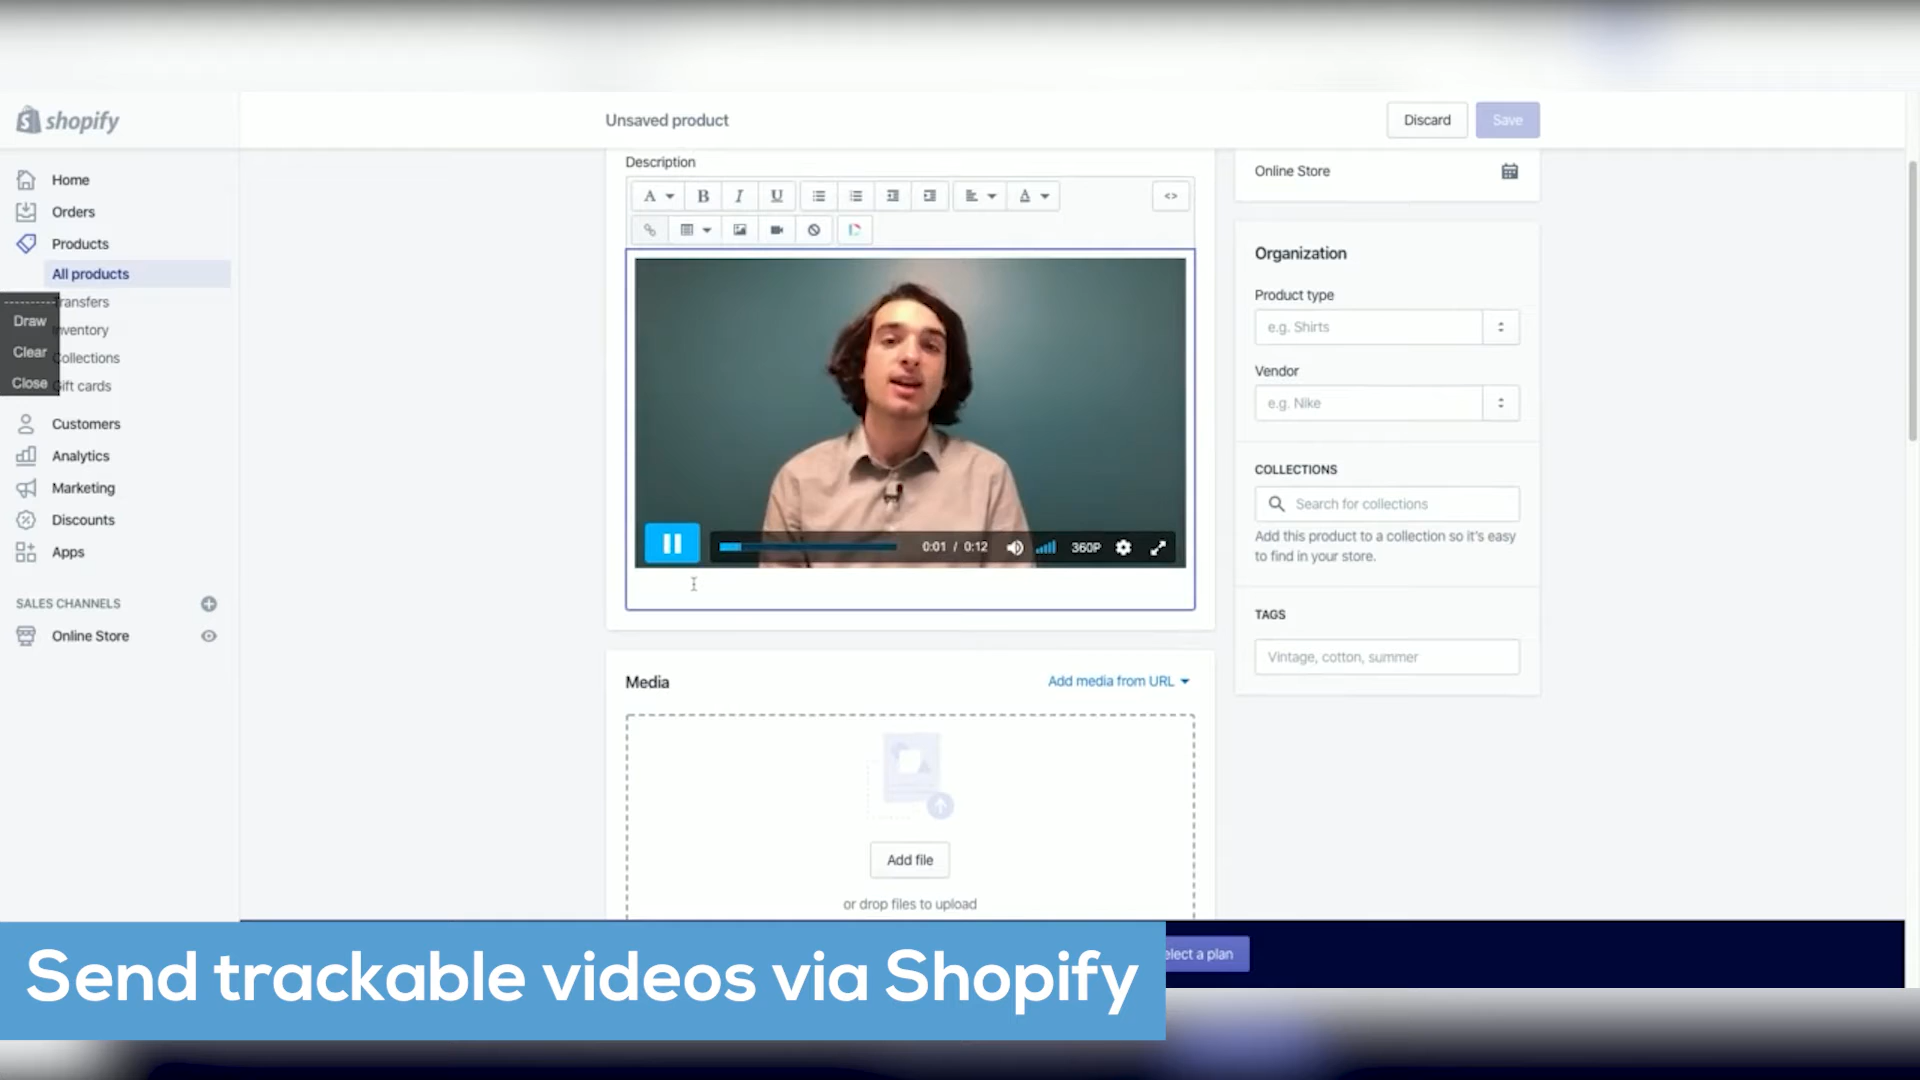 shopify
Unsaved product
Discard
Save
Home
Orders
Products
All products
Transfers
Inventory
Collections
Gift cards
Draw
Clear
Close
Customers
Analytics
Marketing
Discounts
Apps
SALES CHANNELS
Online Store
Description
A
B
I
U
A
<>
0:01 / 0:12
360P
Media
Add media from URL
Add file
or drop files to upload
Online Store
Organization
Product type
e.g. Shirts
Vendor
e.g. Nike
COLLECTIONS
Search for collections
Add this product to a collection so it's easy
to find in your store.
TAGS
Vintage, cotton, summer
elect a plan
Send trackable videos via Shopify